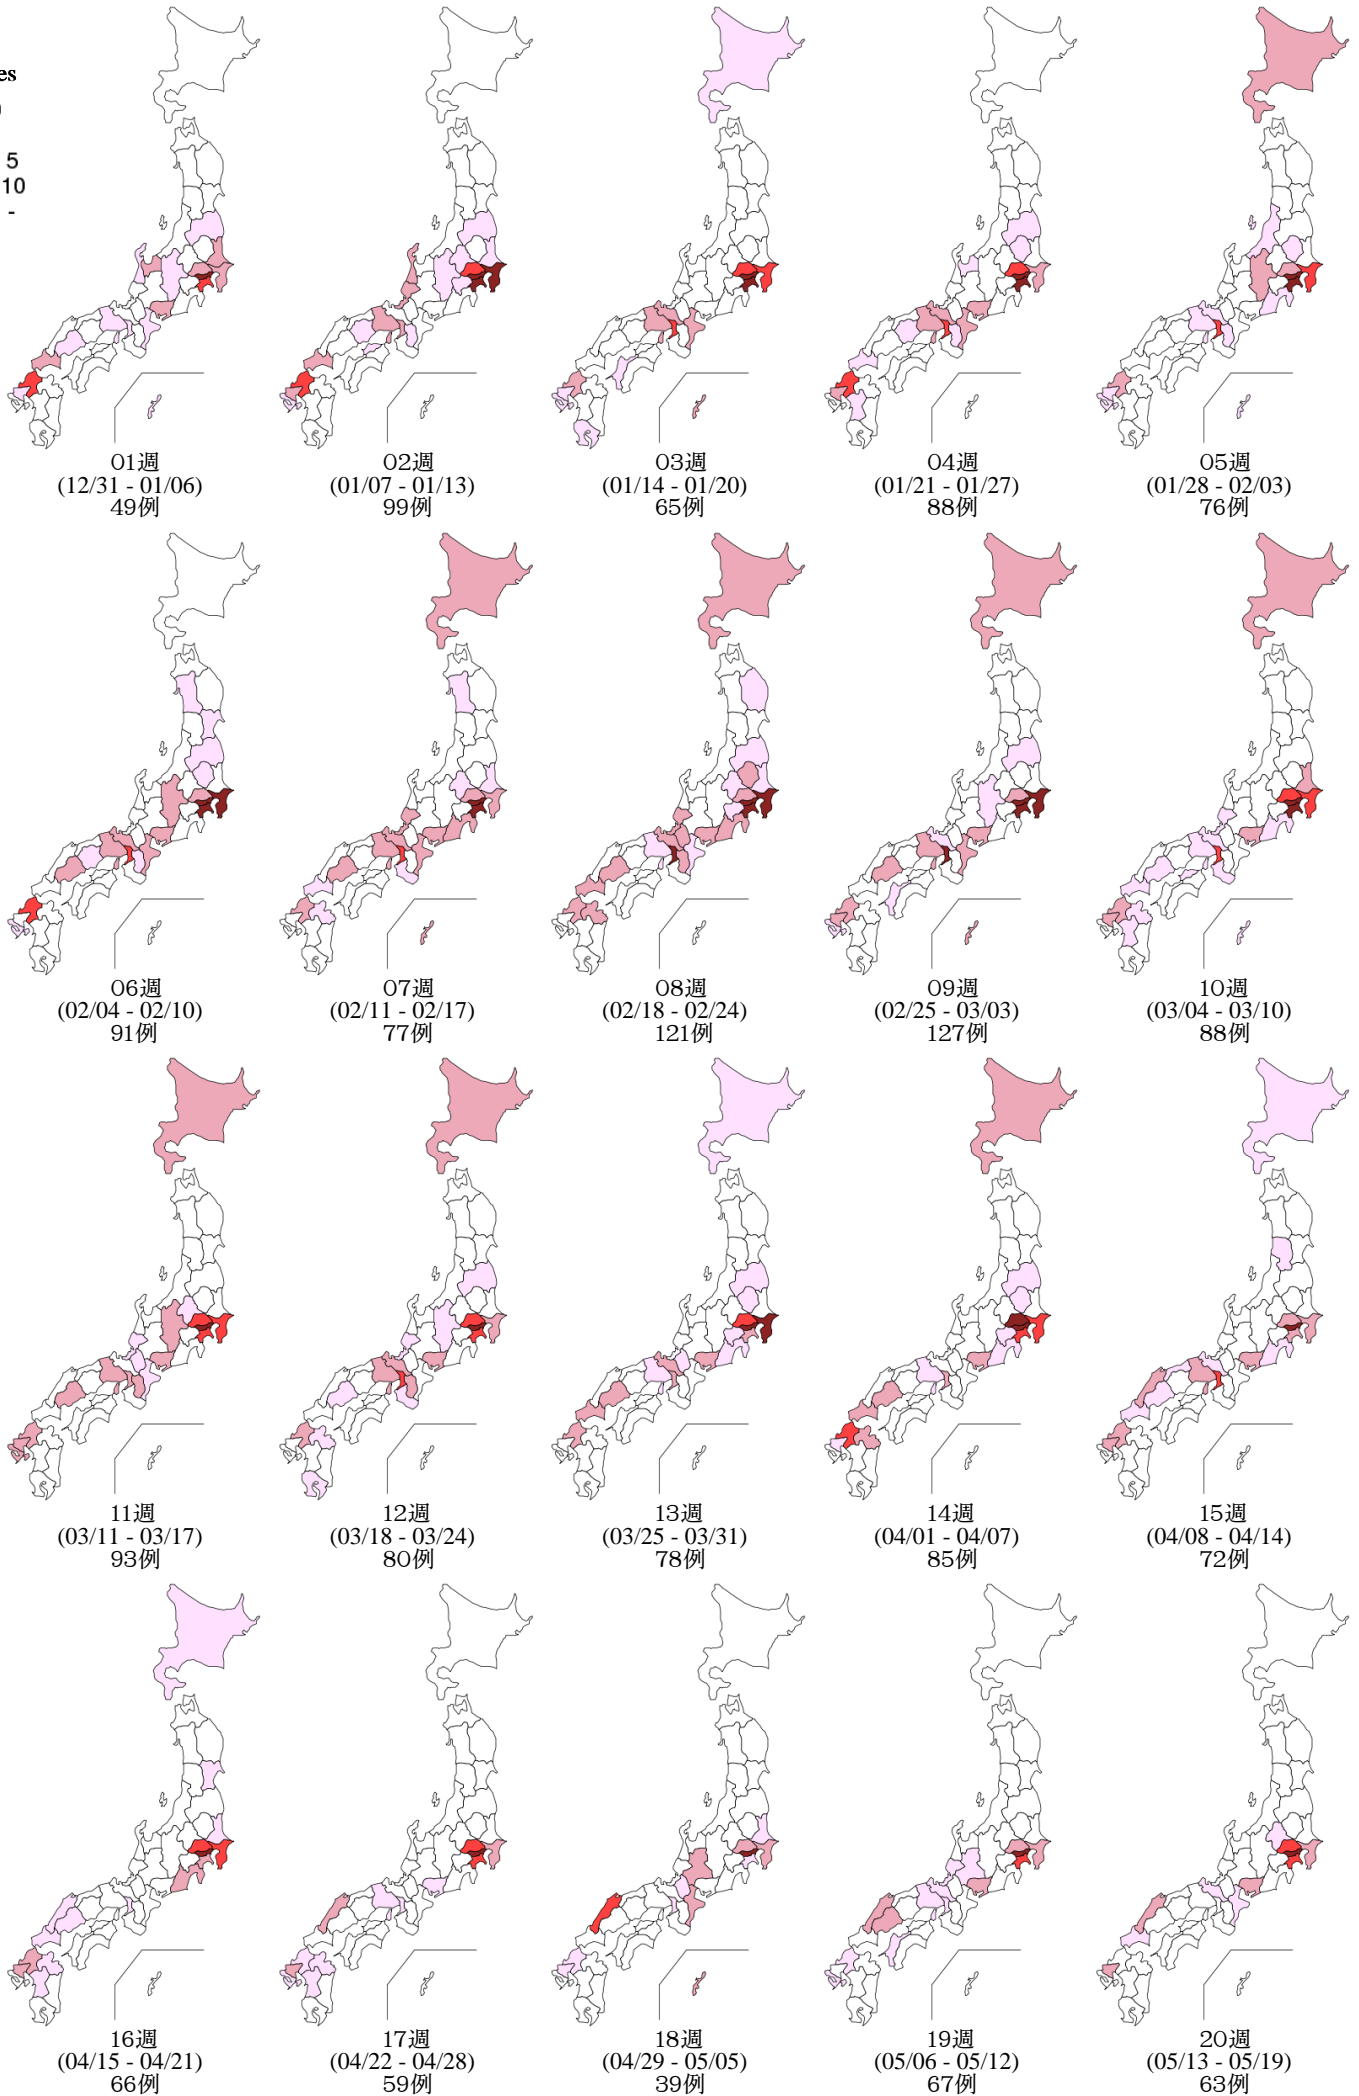 es
5
10
-
01週
(12/31 - 01/06)
49例
02週
(01/07 - 01/13)
99例
03週
(01/14 - 01/20)
65例
04週
(01/21 - 01/27)
88例
05週
(01/28 - 02/03)
76例
06週
(02/04 - 02/10)
91例
07週
(02/11 - 02/17)
77例
08週
(02/18 - 02/24)
121例
09週
(02/25 - 03/03)
127例
10週
(03/04 - 03/10)
88例
11週
(03/11 - 03/17)
93例
12週
(03/18 - 03/24)
80例
13週
(03/25 - 03/31)
78例
14週
(04/01 - 04/07)
85例
15週
(04/08 - 04/14)
72例
16週
(04/15 - 04/21)
66例
17週
(04/22 - 04/28)
59例
18週
(04/29 - 05/05)
39例
19週
(05/06 - 05/12)
67例
20週
(05/13 - 05/19)
63例